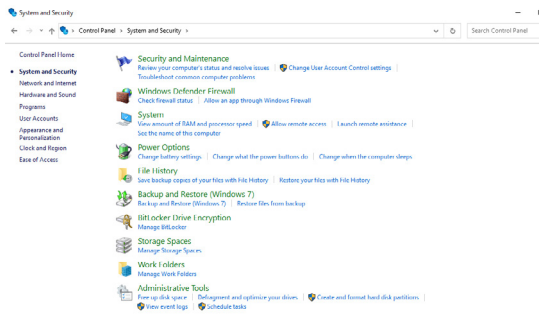 System and Security
Control Panel > System and Security >
Search Control Panel
Control Panel Home
System and Security
Network and Internet
Hardware and Sound
Programs
User Accounts
Appearance and
Personalization
Clock and Region
Ease of Access
Security and Maintenance
Review your computer's status and resolve issues | Change User Account Control settings |
Troubleshoot common computer problems
Windows Defender Firewall
Check firewall status | Allow an app through Windows Firewall
System
View amount of RAM and processor speed | Allow remote access | Launch remote assistance |
See the name of this computer
Power Options
Change battery settings | Change what the power buttons do | Change when the computer sleeps
File History
Save backup copies of your files with File History | Restore your files with File History
Backup and Restore (Windows 7)
Backup and Restore (Windows 7) | Restore files from backup
BitLocker Drive Encryption
Manage BitLocker
Storage Spaces
Manage Storage Spaces
Work Folders
Manage Work Folders
Administrative Tools
Free up disk space | Defragment and optimize your drives | Create and format hard disk partitions |
View event logs | Schedule tasks